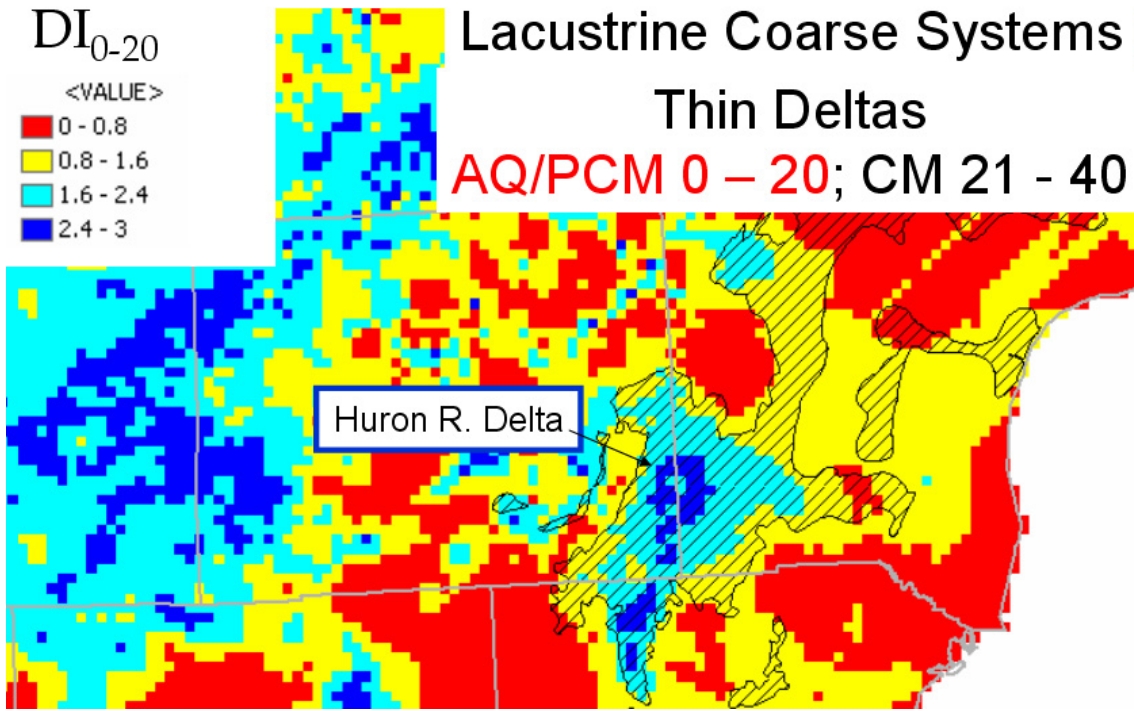 DI0-20
<VALUE>
0 - 0.8
0.8 - 1.6
1.6 - 2.4
2.4 - 3
Lacustrine Coarse Systems
Thin Deltas
AQ/PCM 0 – 20; CM 21 - 40
Huron R. Delta